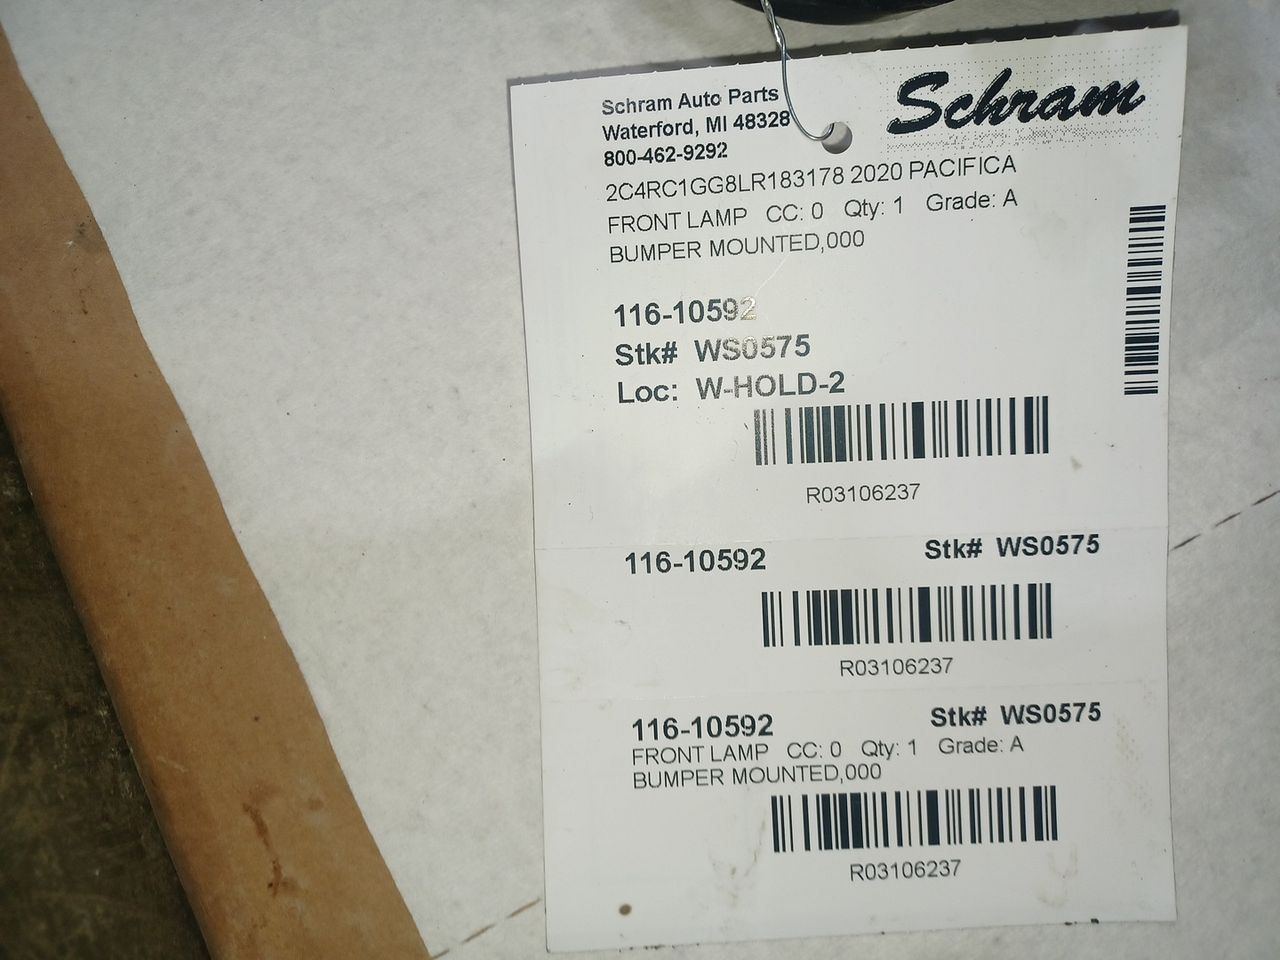 Schram Auto Parts
Waterford, MI 48328
800-462-9292
Schram
2C4RC1GG8LR183178 2020 PACIFICA
FRONT LAMP CC: 0 Qty: 1 Grade: A
BUMPER MOUNTED,000
116-10592
Stk# WS0575
Loc: W-HOLD-2
R03106237
116-10592 Stk# WS0575
R03106237
116-10592 Stk# WS0575
FRONT LAMP CC: 0 Qty: 1 Grade: A
BUMPER MOUNTED,000
R03106237